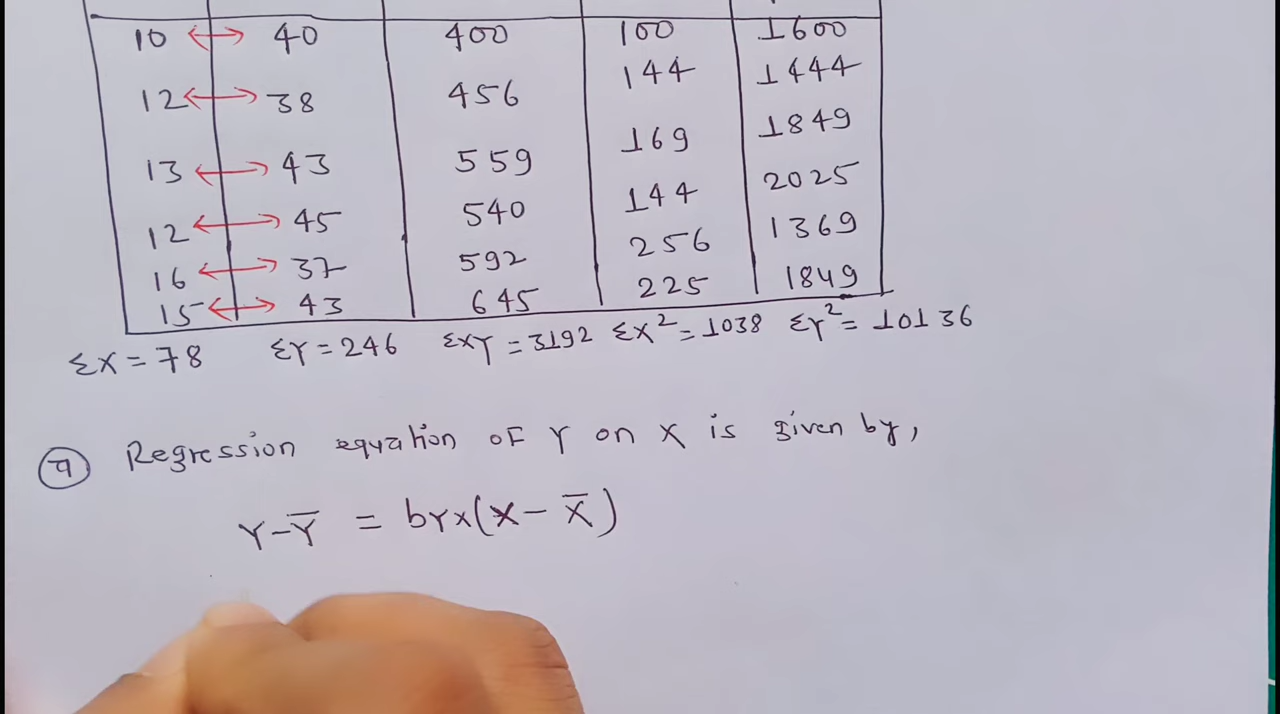 10 40 400 100 1600
12 38 456 144 1444
13 43 559 169 1849
12 45 540 144 2025
16 37 592 256 1369
15 43 645 225 1849
Σx = 78 ΣY = 246 Σxy = 3192 Σx² = 1038 Σy² = 10136
९ Regression equation of Y on X is given by,
Y-Y̅ = byx(x- X̅)